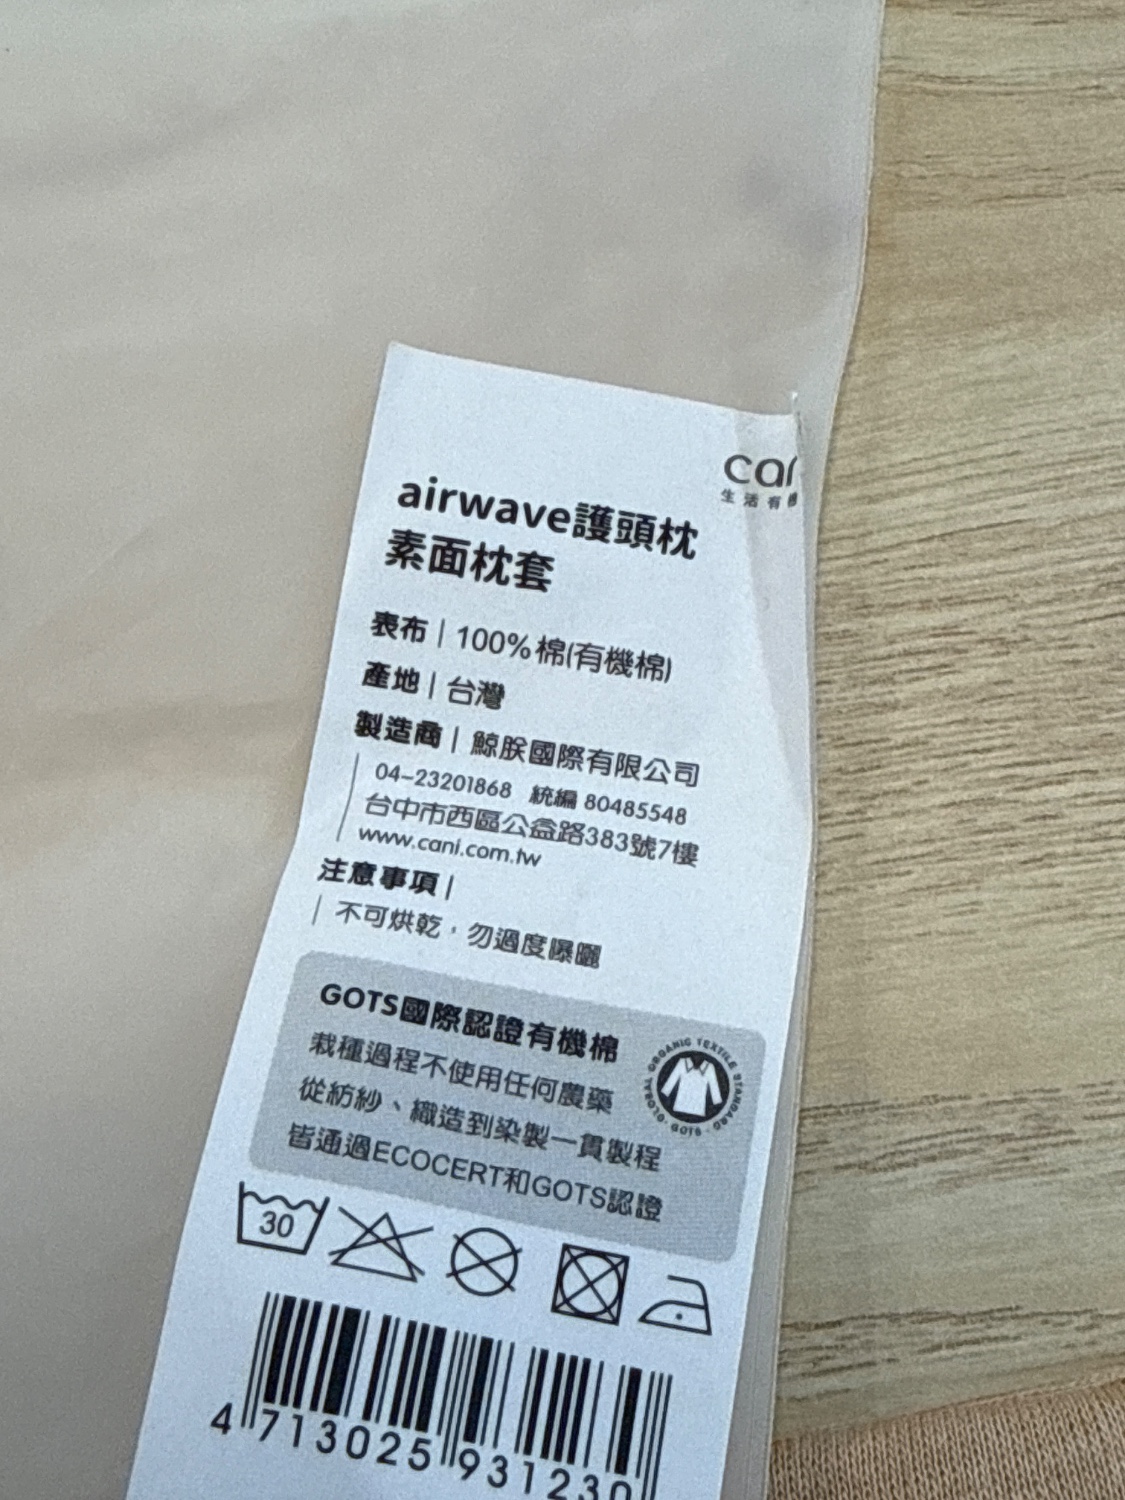 生活有機
airwave護頭枕
素面枕套
表布|100%棉(有機棉)
產地|台灣
製造商|鯨朕國際有限公司
04-23201868 統編 80485548
台中市西區公益路383號7樓
www.cani.com.tw
注意事項|
不可烘乾，勿過度曝曬
GOTS國際認證有機棉
栽種過程不使用任何農藥
從紡紗、織造到染製一貫製程
皆通過ECOCERT和GOTS認證
GLOBAL ORGANIC TEXTILE STANDARD · GOTS ·
30
4 713025 931230